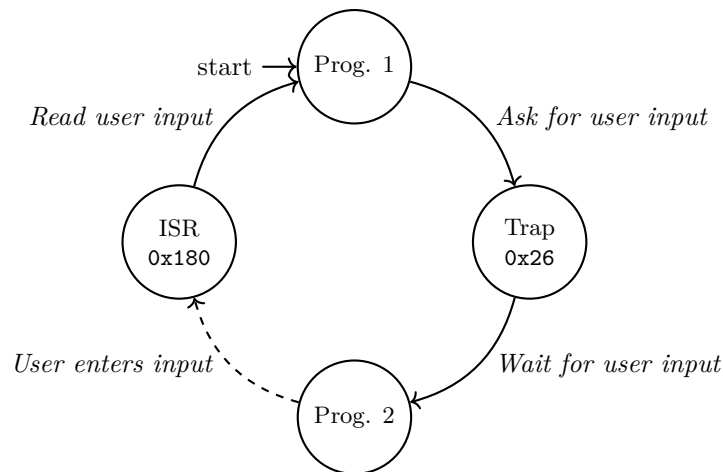 start
Prog. 1
Read user input
Ask for user input
ISR
0x180
Trap
0x26
User enters input
Wait for user input
Prog. 2